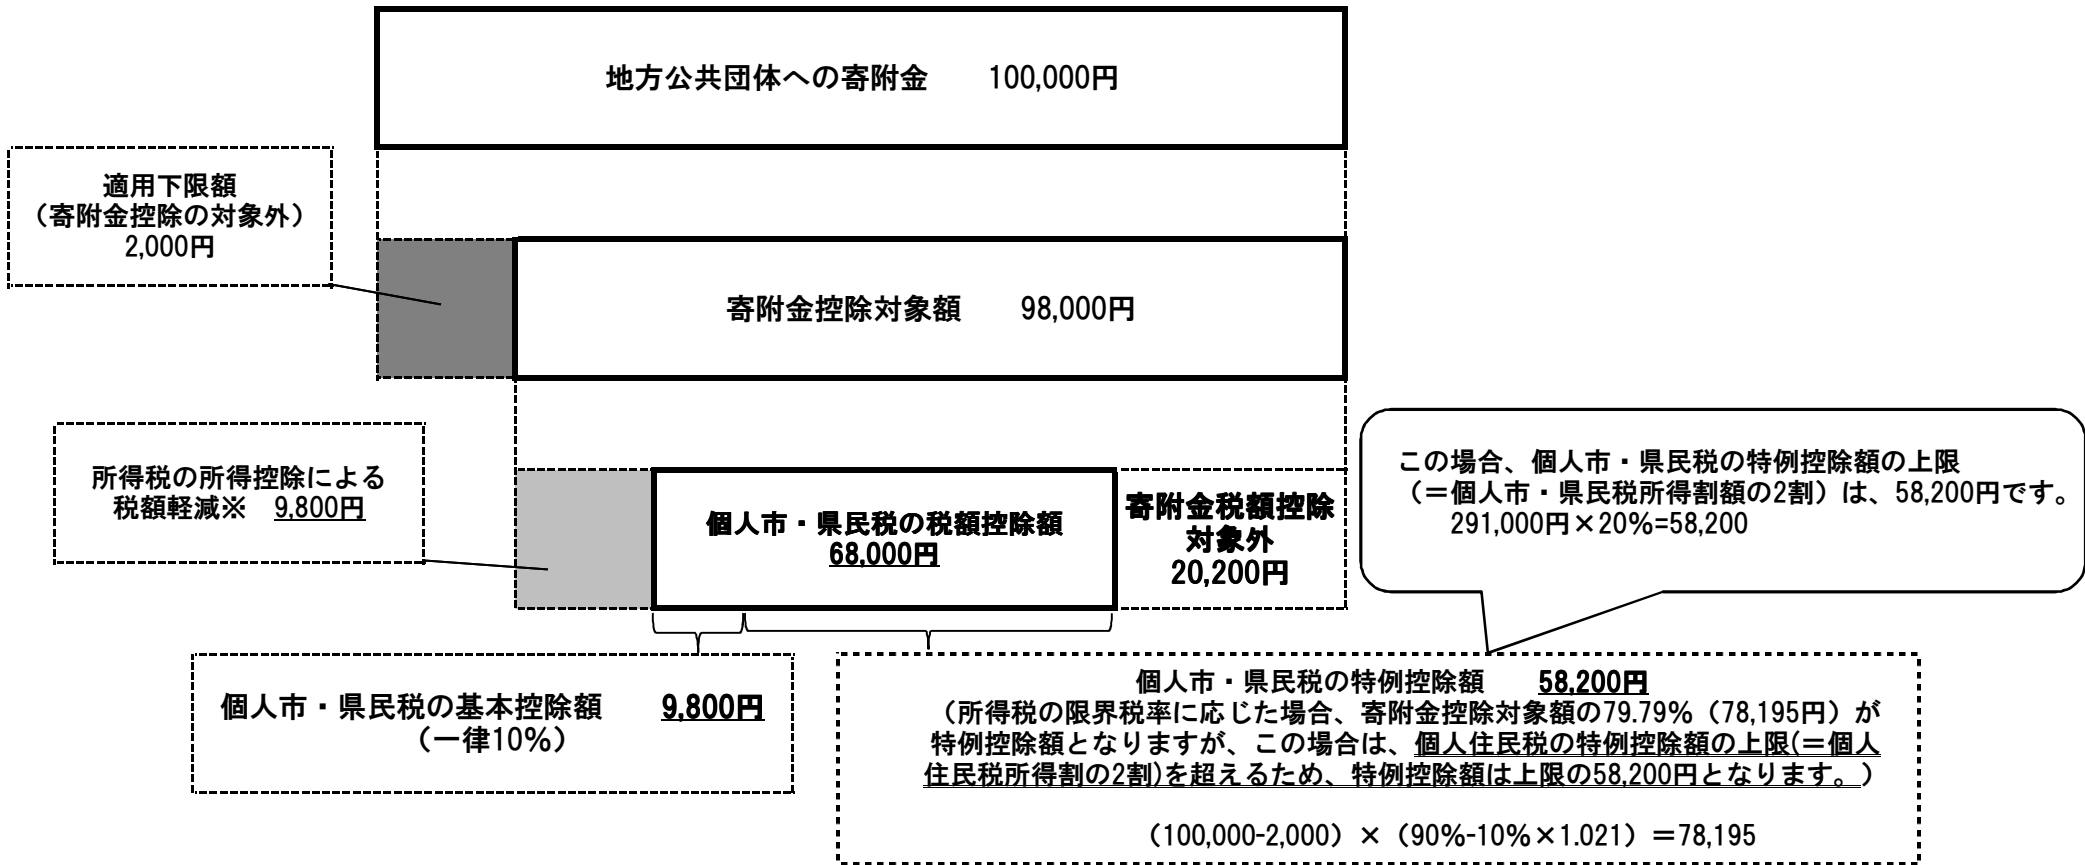 地方公共団体への寄附金　　100,000円
適用下限額
（寄附金控除の対象外）
2,000円
寄附金控除対象額　　98,000円
所得税の所得控除による
税額軽減※　9,800円
個人市・県民税の税額控除額
68,000円
寄附金税額控除
対象外
20,200円
この場合、個人市・県民税の特例控除額の上限
（＝個人市・県民税所得割額の2割）は、58,200円です。
291,000円×20%=58,200
個人市・県民税の基本控除額　　9,800円
（一律10%）
個人市・県民税の特例控除額　　58,200円
（所得税の限界税率に応じた場合、寄附金控除対象額の79.79%（78,195円）が
特例控除額となりますが、この場合は、個人住民税の特例控除額の上限(＝個人
住民税所得割の2割)を超えるため、特例控除額は上限の58,200円となります。）
（100,000-2,000）×（90%-10%×1.021）＝78,195